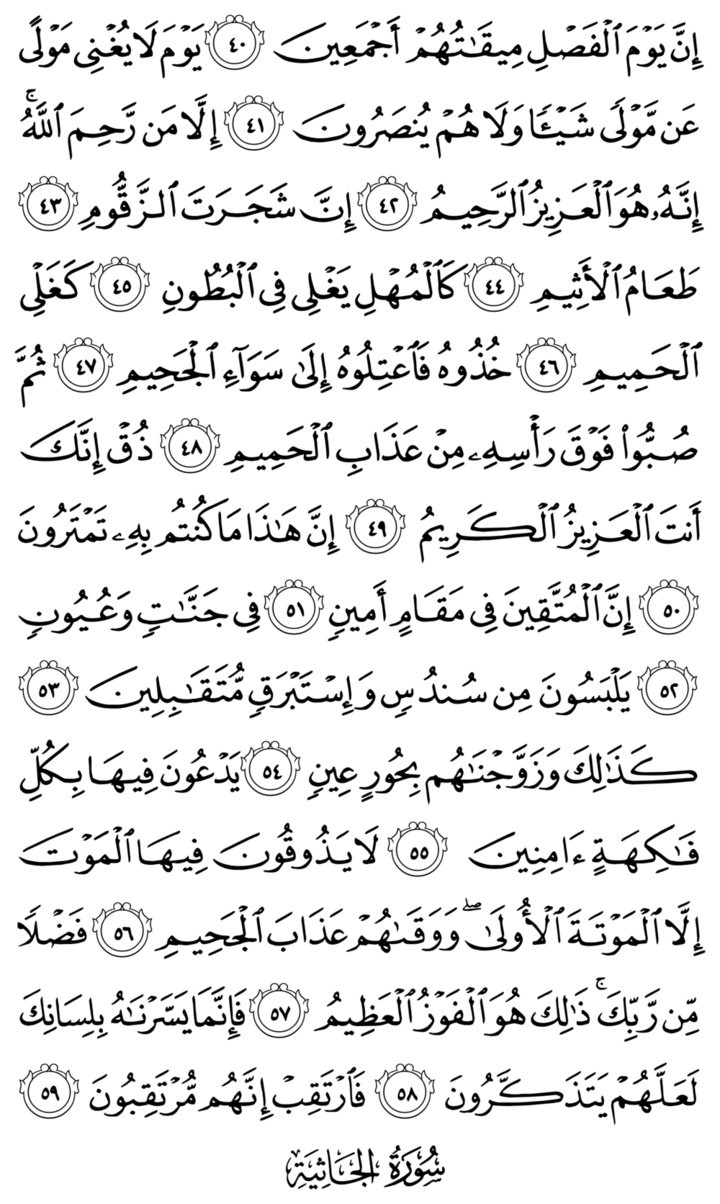 إِنَّ يَوْمَ ٱلْفَصْلِ مِيقَٰتُهُمْ أَجْمَعِينَ ٤٠ يَوْمَ لَا يُغْنِى مَوْلًى
عَن مَّوْلًى شَيْـًٔا وَلَا هُمْ يُنصَرُونَ ٤١ إِلَّا مَن رَّحِمَ ٱللَّهُ ۚ
إِنَّهُۥ هُوَ ٱلْعَزِيزُ ٱلرَّحِيمُ ٤٢ إِنَّ شَجَرَتَ ٱلزَّقُّومِ ٤٣
طَعَامُ ٱلْأَثِيمِ ٤٤ كَٱلْمُهْلِ يَغْلِى فِى ٱلْبُطُونِ ٤٥ كَغَلْىِ
ٱلْحَمِيمِ ٤٦ خُذُوهُ فَٱعْتِلُوهُ إِلَىٰ سَوَآءِ ٱلْجَحِيمِ ٤٧ ثُمَّ
صُبُّوا۟ فَوْقَ رَأْسِهِۦ مِنْ عَذَابِ ٱلْحَمِيمِ ٤٨ ذُقْ إِنَّكَ
أَنتَ ٱلْعَزِيزُ ٱلْكَرِيمُ ٤٩ إِنَّ هَٰذَا مَا كُنتُم بِهِۦ تَمْتَرُونَ
٥٠ إِنَّ ٱلْمُتَّقِينَ فِى مَقَامٍ أَمِينٍ ٥١ فِى جَنَّٰتٍ وَعُيُونٍ
٥٢ يَلْبَسُونَ مِن سُندُسٍ وَإِسْتَبْرَقٍ مُّتَقَٰبِلِينَ ٥٣
كَذَٰلِكَ وَزَوَّجْنَٰهُم بِحُورٍ عِينٍ ٥٤ يَدْعُونَ فِيهَا بِكُلِّ
فَٰكِهَةٍ ءَامِنِينَ ٥٥ لَا يَذُوقُونَ فِيهَا ٱلْمَوْتَ
إِلَّا ٱلْمَوْتَةَ ٱلْأُولَىٰ ۖ وَوَقَىٰهُمْ عَذَابَ ٱلْجَحِيمِ ٥٦ فَضْلًا
مِّن رَّبِّكَ ۚ ذَٰلِكَ هُوَ ٱلْفَوْزُ ٱلْعَظِيمُ ٥٧ فَإِنَّمَا يَسَّرْنَٰهُ بِلِسَانِكَ
لَعَلَّهُمْ يَتَذَكَّرُونَ ٥٨ فَٱرْتَقِبْ إِنَّهُم مُّرْتَقِبُونَ ٥٩
سُورَةُ الجَاثِيَةِ